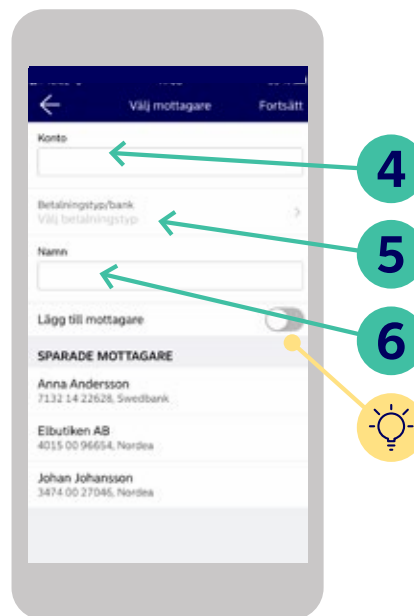 Välj mottagare Fortsätt
Konto
4
Betalningstyp/bank
Välj betalningstyp
5
Namn
6
Lägg till mottagare
SPARADE MOTTAGARE
Anna Andersson
7132 14 22628, Swedbank
Elbutiken AB
4015 00 96654, Nordea
Johan Johansson
3474 00 27046, Nordea